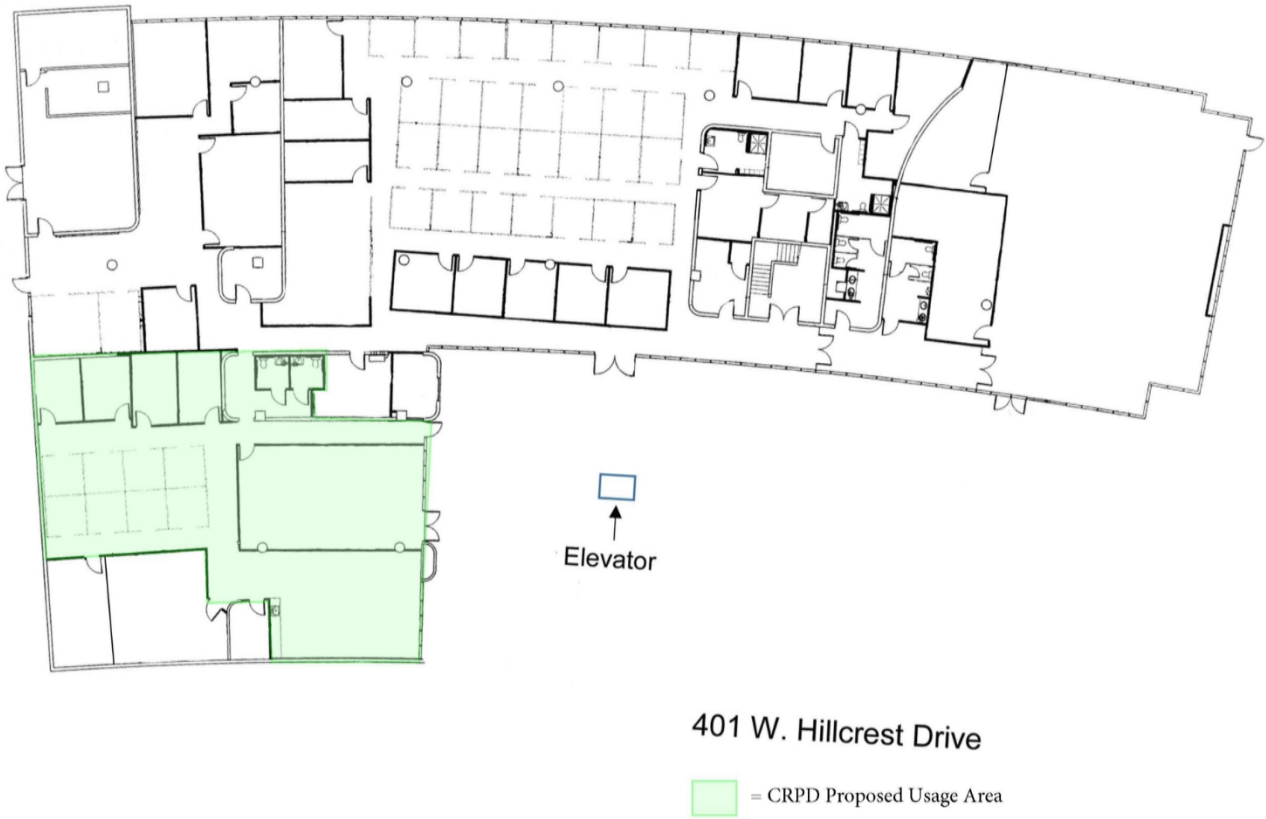 Elevator
401 W. Hillcrest Drive
= CRPD Proposed Usage Area